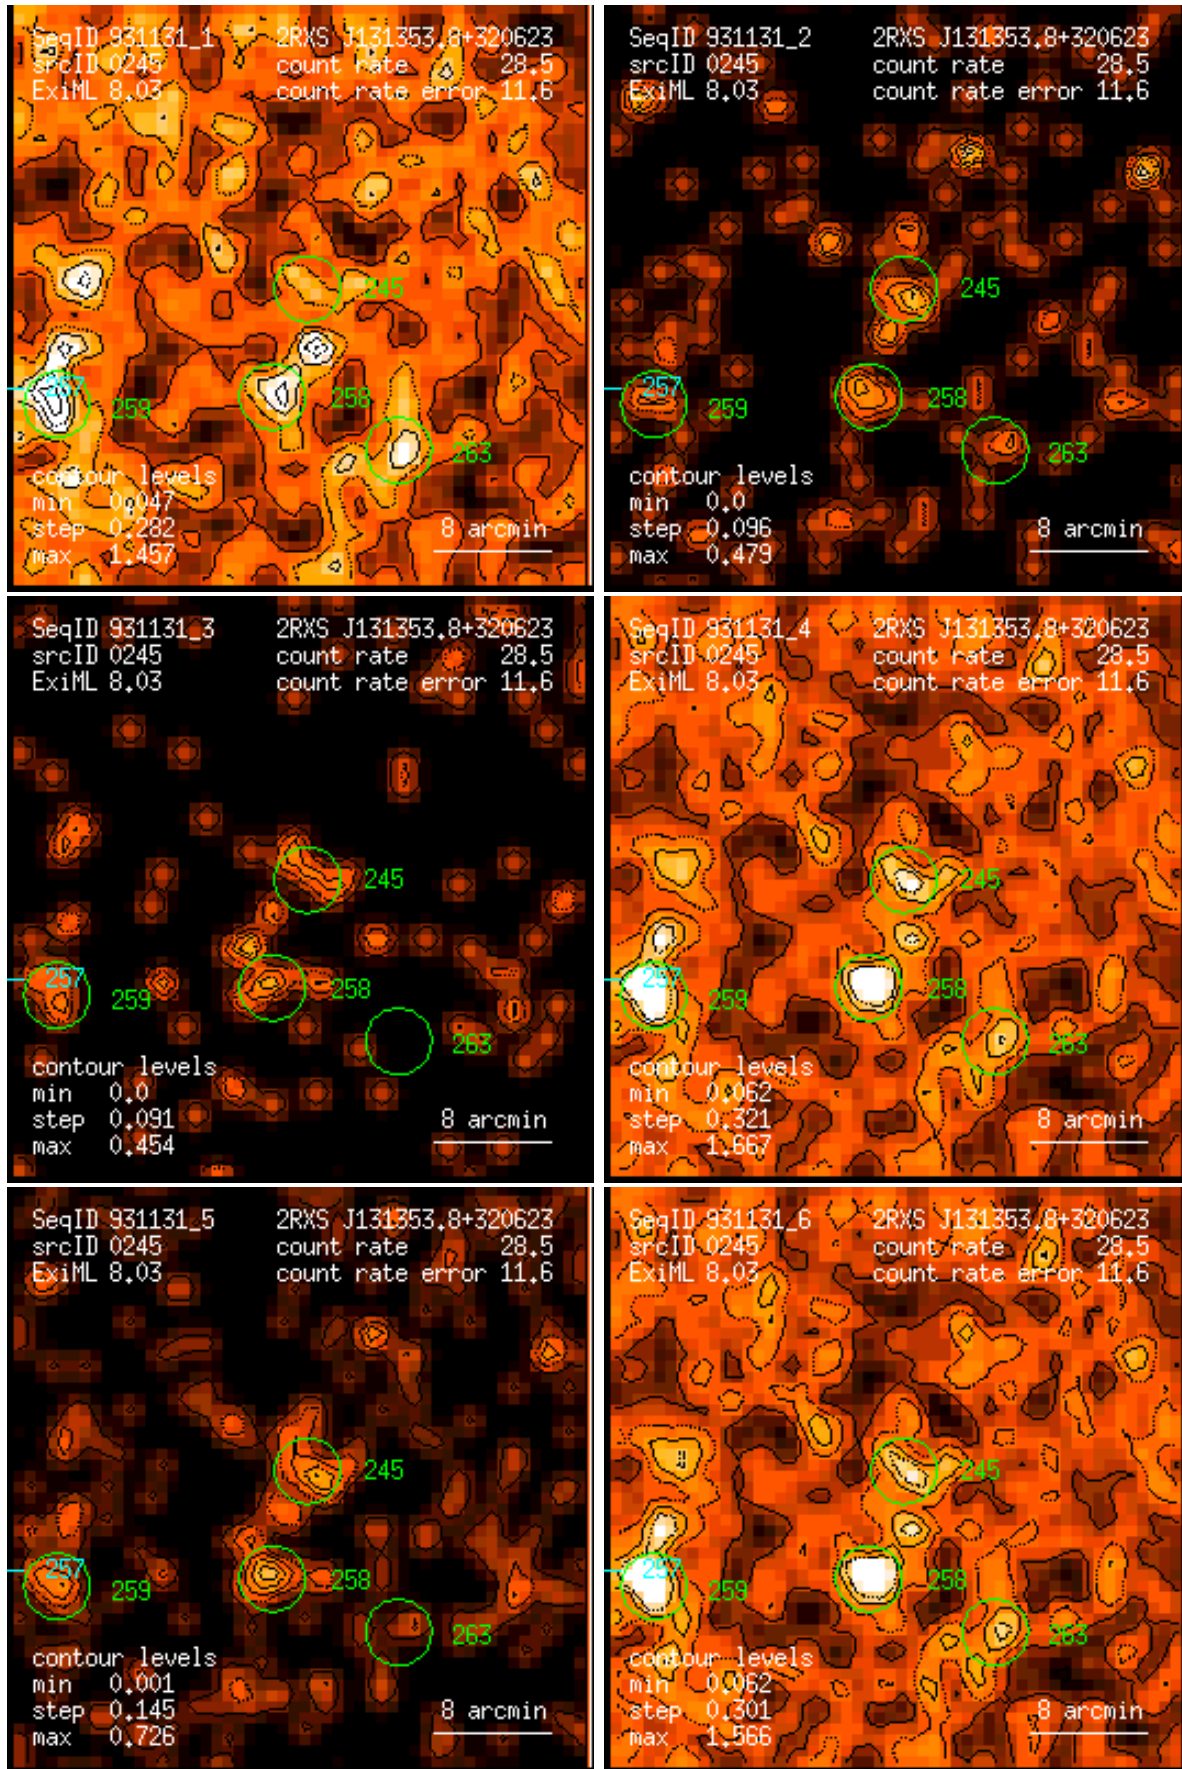 SeqID 931131_1 2RXS J131353.8+320623
srcID 0245 count rate 28.5
ExiML 8.03 count rate error 11.6
245
257
259
258
263
contour levels
min 0.047
step 0.282
max 1.457
8 arcmin
SeqID 931131_2 2RXS J131353.8+320623
srcID 0245 count rate 28.5
ExiML 8.03 count rate error 11.6
245
257
259
258
263
contour levels
min 0.0
step 0.096
max 0.479
8 arcmin
SeqID 931131_3 2RXS J131353.8+320623
srcID 0245 count rate 28.5
ExiML 8.03 count rate error 11.6
245
257
259
258
263
contour levels
min 0.0
step 0.091
max 0.454
8 arcmin
SeqID 931131_4 2RXS J131353.8+320623
srcID 0245 count rate 28.5
ExiML 8.03 count rate error 11.6
245
257
259
258
263
contour levels
min 0.062
step 0.321
max 1.667
8 arcmin
SeqID 931131_5 2RXS J131353.8+320623
srcID 0245 count rate 28.5
ExiML 8.03 count rate error 11.6
245
257
259
258
263
contour levels
min 0.001
step 0.145
max 0.726
8 arcmin
SeqID 931131_6 2RXS J131353.8+320623
srcID 0245 count rate 28.5
ExiML 8.03 count rate error 11.6
245
257
259
258
263
contour levels
min 0.062
step 0.301
max 1.566
8 arcmin